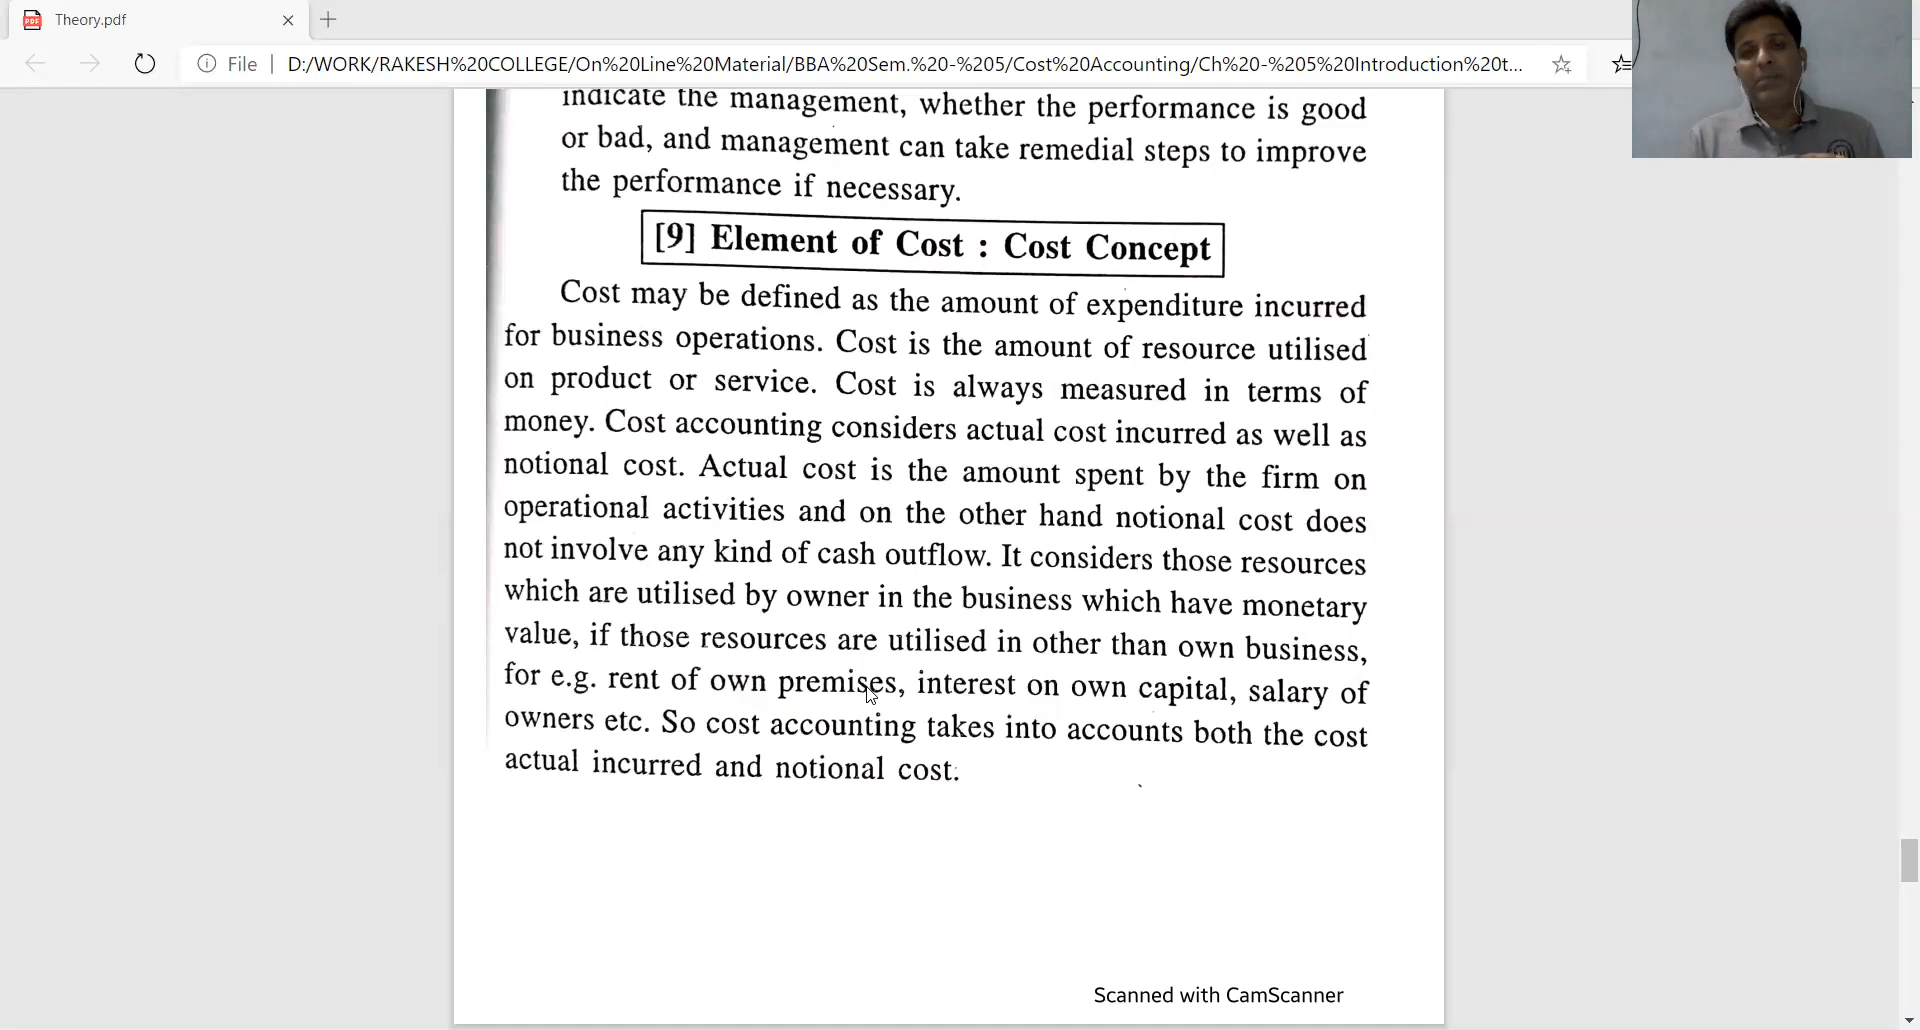 Theory.pdf
File | D:/WORK/RAKESH%20COLLEGE/On%20Line%20Material/BBA%20Sem.%20-%205/Cost%20Accounting/Ch%20-%205%20Introduction%20t...
indicate the management, whether the performance is good
or bad, and management can take remedial steps to improve
the performance if necessary.
[9] Element of Cost : Cost Concept
Cost may be defined as the amount of expenditure incurred
for business operations. Cost is the amount of resource utilised
on product or service. Cost is always measured in terms of
money. Cost accounting considers actual cost incurred as well as
notional cost. Actual cost is the amount spent by the firm on
operational activities and on the other hand notional cost does
not involve any kind of cash outflow. It considers those resources
which are utilised by owner in the business which have monetary
value, if those resources are utilised in other than own business,
for e.g. rent of own premises, interest on own capital, salary of
owners etc. So cost accounting takes into accounts both the cost
actual incurred and notional cost.
Scanned with CamScanner